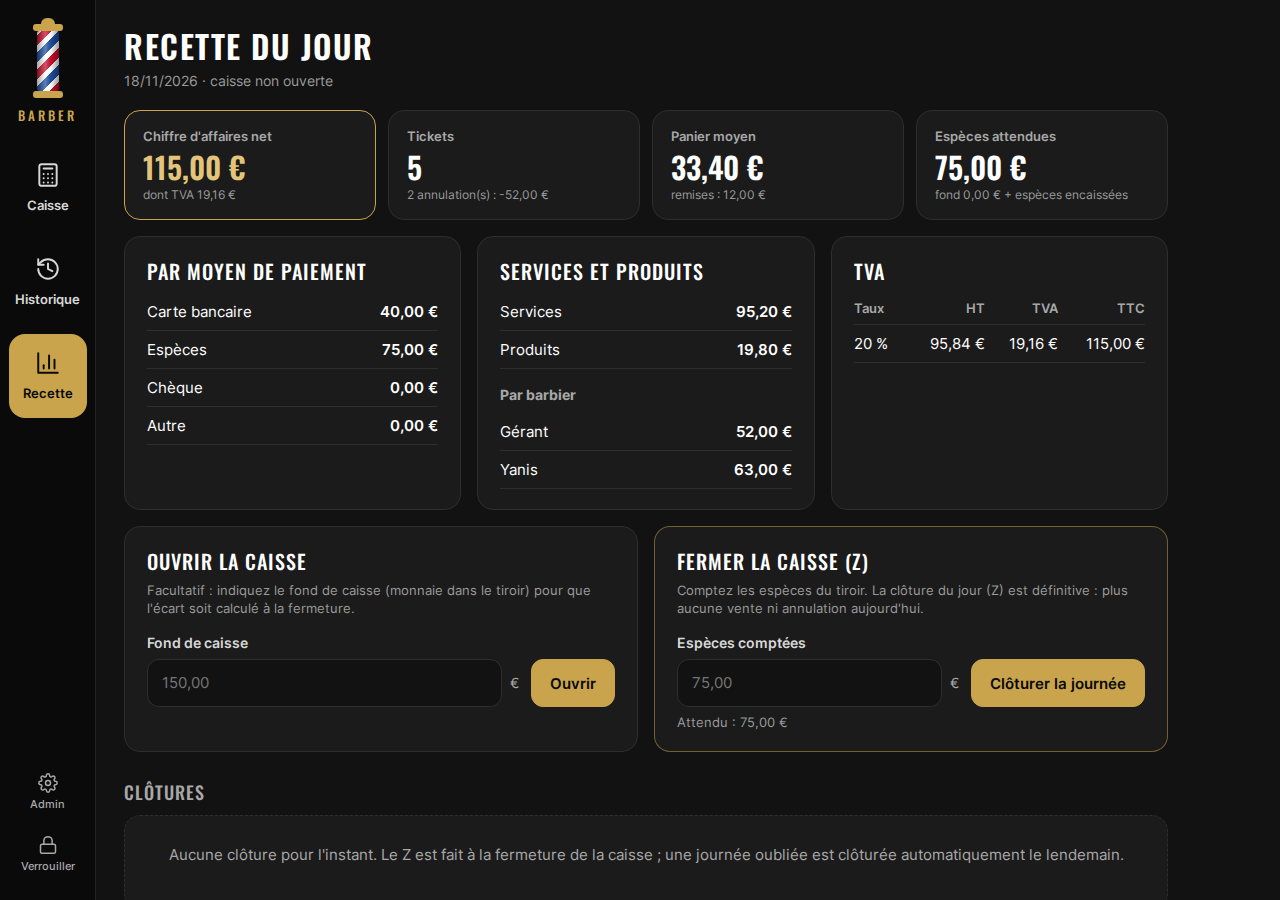 BARBER
Caisse
Historique
Recette
Admin
Verrouiller
RECETTE DU JOUR
18/11/2026 · caisse non ouverte
Chiffre d'affaires net
115,00 €
dont TVA 19,16 €
Tickets
5
2 annulation(s) : -52,00 €
Panier moyen
33,40 €
remises : 12,00 €
Espèces attendues
75,00 €
fond 0,00 € + espèces encaissées
PAR MOYEN DE PAIEMENT
Carte bancaire 40,00 €
Espèces 75,00 €
Chèque 0,00 €
Autre 0,00 €
SERVICES ET PRODUITS
Services 95,20 €
Produits 19,80 €
Par barbier
Gérant 52,00 €
Yanis 63,00 €
TVA
Taux HT TVA TTC
20 % 95,84 € 19,16 € 115,00 €
OUVRIR LA CAISSE
Facultatif : indiquez le fond de caisse (monnaie dans le tiroir) pour que
l'écart soit calculé à la fermeture.
Fond de caisse
150,00 € Ouvrir
FERMER LA CAISSE (Z)
Comptez les espèces du tiroir. La clôture du jour (Z) est définitive : plus
aucune vente ni annulation aujourd'hui.
Espèces comptées
75,00 € Clôturer la journée
Attendu : 75,00 €
CLÔTURES
Aucune clôture pour l'instant. Le Z est fait à la fermeture de la caisse ; une journée oubliée est clôturée automatiquement le lendemain.